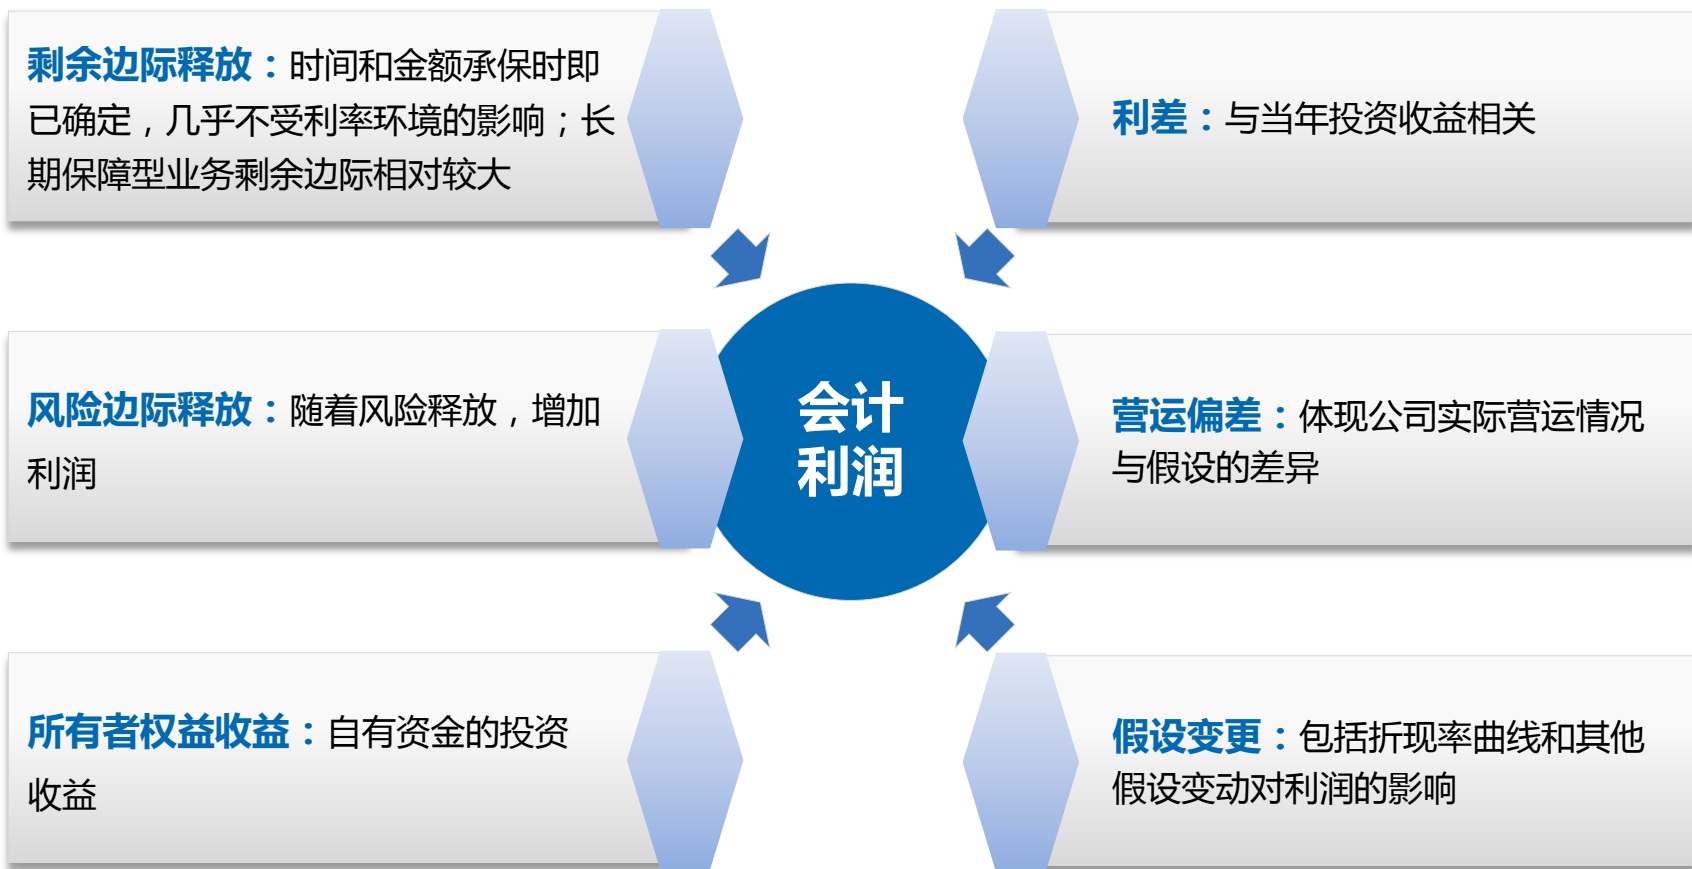 剩余边际释放：时间和金额承保时即
已确定，几乎不受利率环境的影响；长
期保障型业务剩余边际相对较大
利差：与当年投资收益相关
风险边际释放：随着风险释放，增加
利润
会计
利润
营运偏差：体现公司实际营运情况
与假设的差异
所有者权益收益：自有资金的投资
收益
假设变更：包括折现率曲线和其他
假设变动对利润的影响